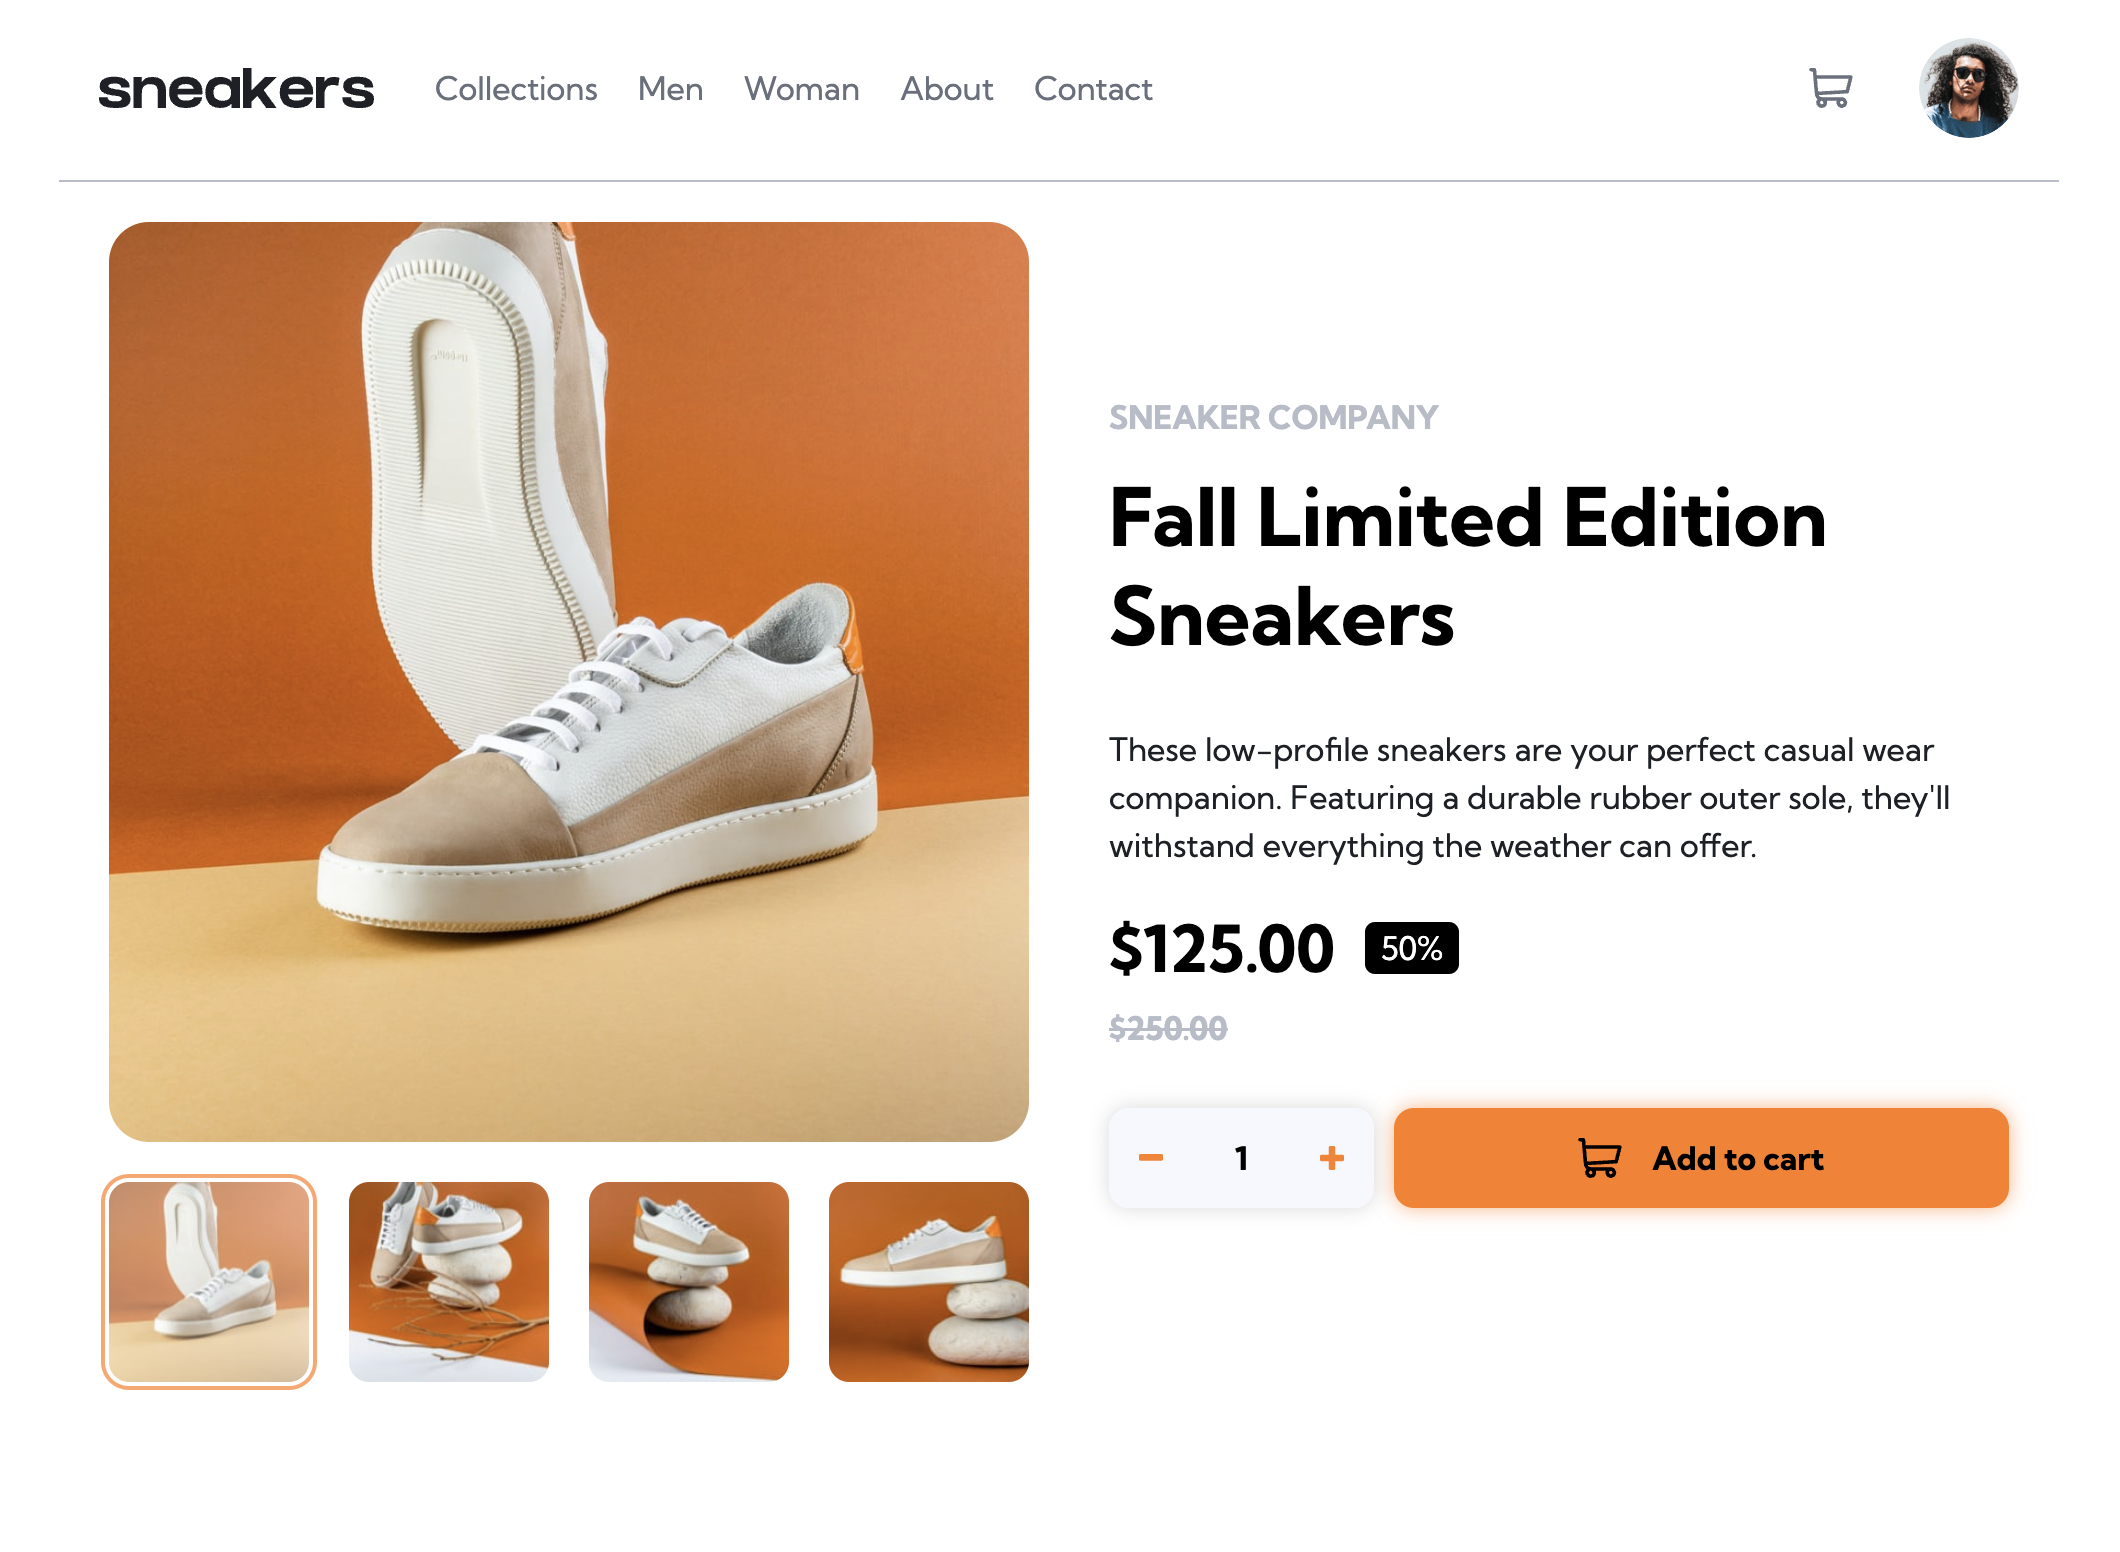 sneakers Collections Men Woman About Contact
SNEAKER COMPANY
Fall Limited Edition
Sneakers
These low-profile sneakers are your perfect casual wear
companion. Featuring a durable rubber outer sole, they'll
withstand everything the weather can offer.
$125.00 50%
$250.00
1 Add to cart